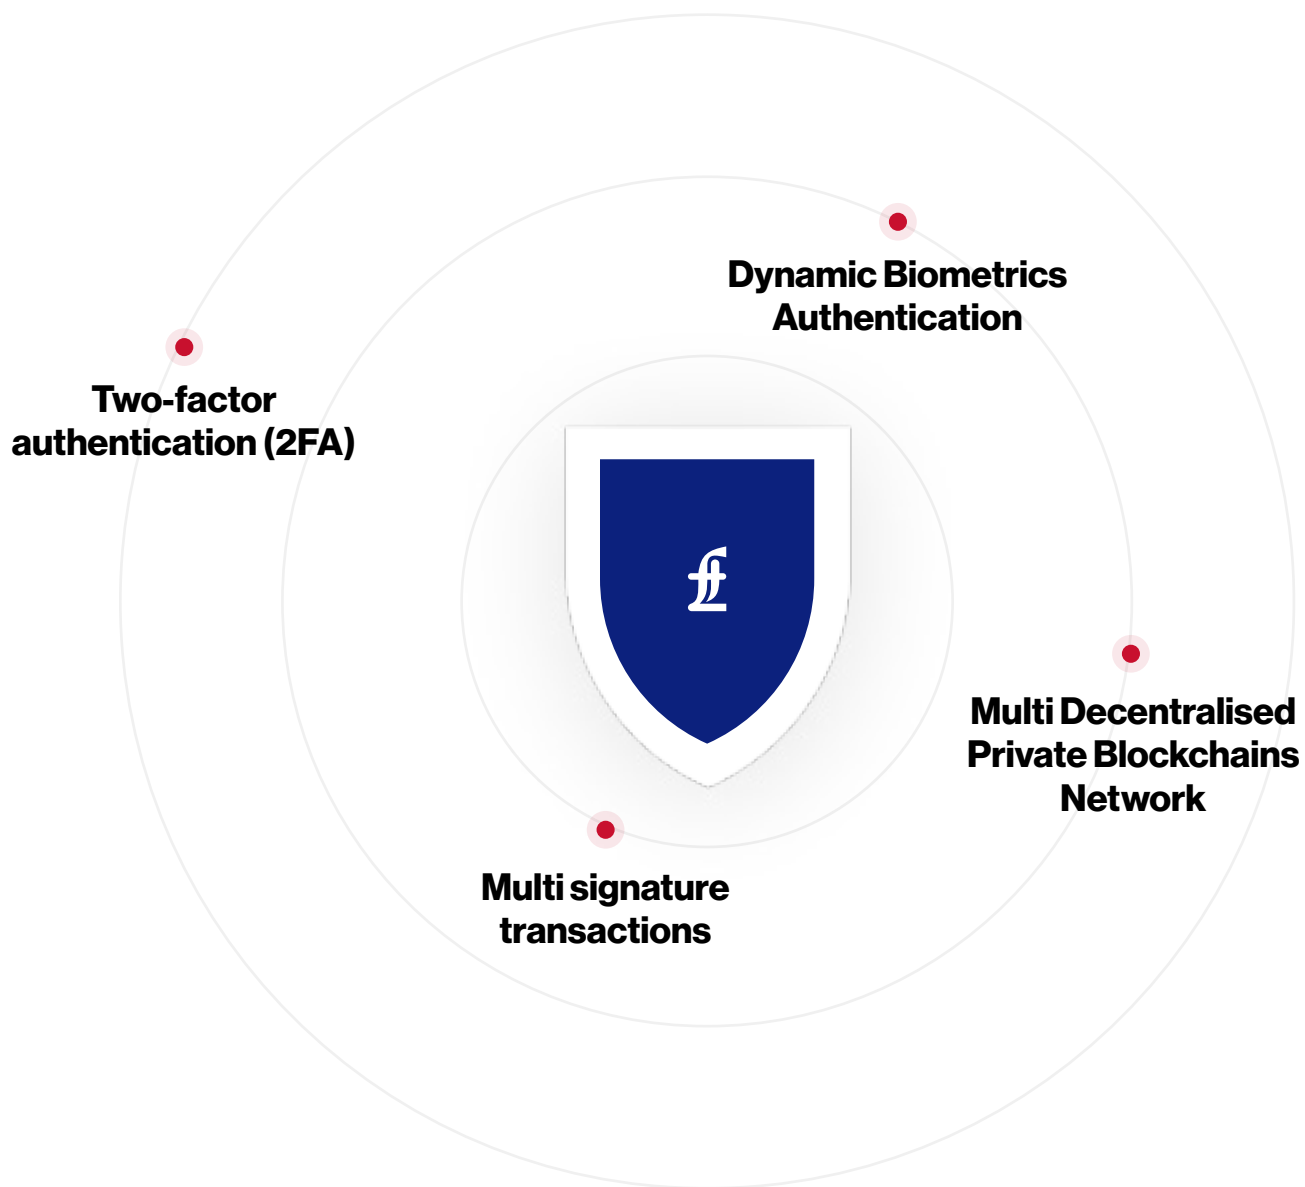 Dynamic Biometrics
Authentication
Two-factor
authentication (2FA)
£
Multi Decentralised
Private Blockchains
Network
Multi signature
transactions